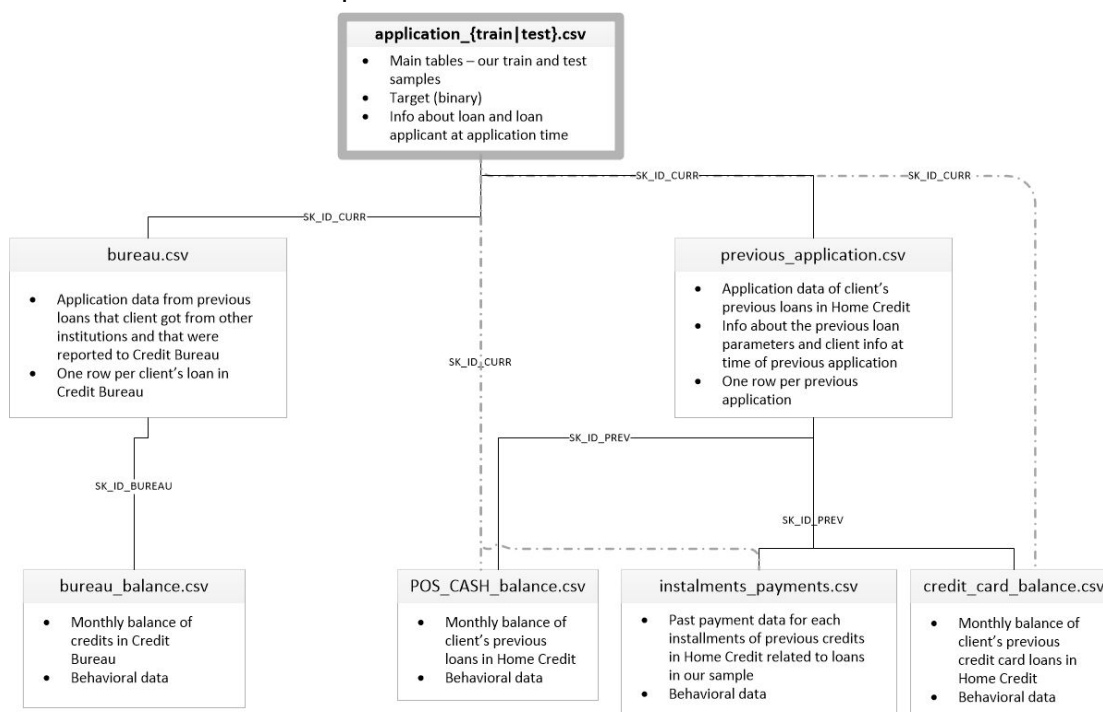 application_{train|test}.csv
• Main tables – our train and test
samples
• Target (binary)
• Info about loan and loan
applicant at application time
SK_ID_CURR
SK_ID_CURR
SK_ID_CURR
bureau.csv
• Application data from previous
loans that client got from other
institutions and that were
reported to Credit Bureau
• One row per client's loan in
Credit Bureau
previous_application.csv
• Application data of client's
previous loans in Home Credit
• Info about the previous loan
parameters and client info at
time of previous application
• One row per previous
application
SK_ID_CURR
SK_ID_PREV
SK_ID_BUREAU
SK_ID_PREV
bureau_balance.csv
• Monthly balance of
credits in Credit
Bureau
• Behavioral data
POS_CASH_balance.csv
• Monthly balance of
client's previous
loans in Home Credit
• Behavioral data
instalments_payments.csv
• Past payment data for each
installments of previous credits
in Home Credit related to loans
in our sample
• Behavioral data
credit_card_balance.csv
• Monthly balance of
client's previous
credit card loans in
Home Credit
• Behavioral data